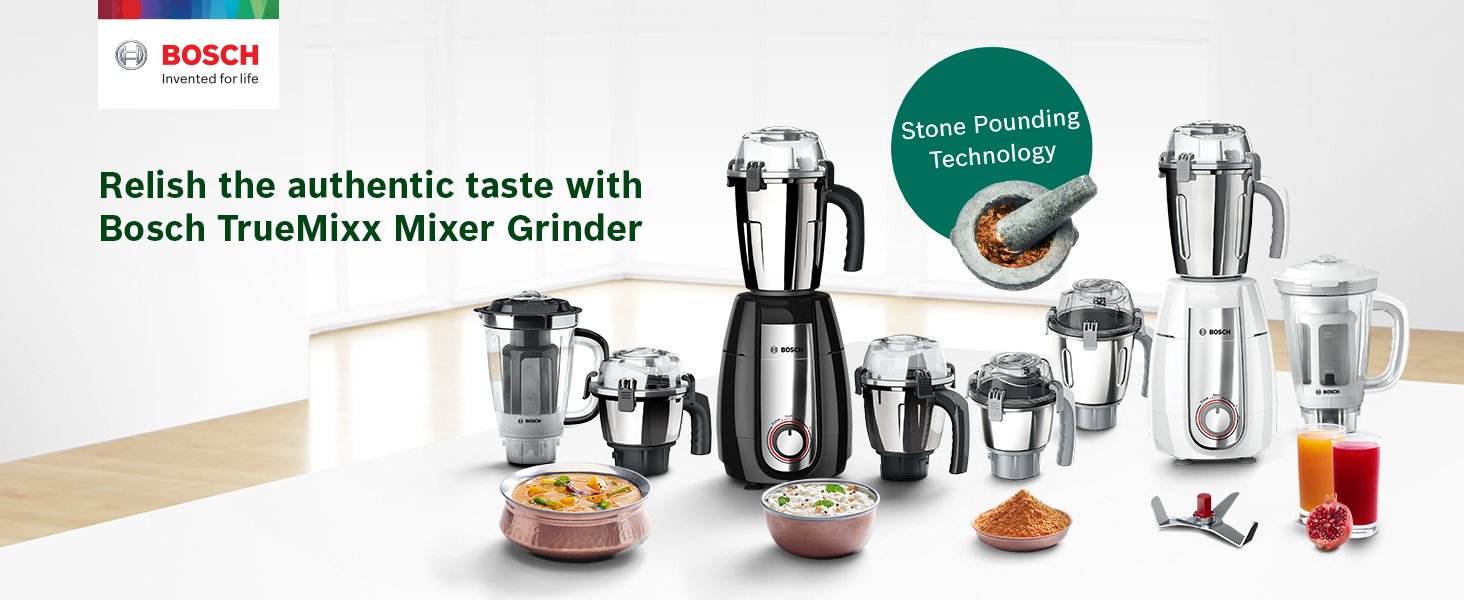 BOSCH
Invented for life
Relish the authentic taste with
Bosch TrueMixx Mixer Grinder
Stone Pounding
Technology
BOSCH
BOSCH
BOSCH
BOSCH